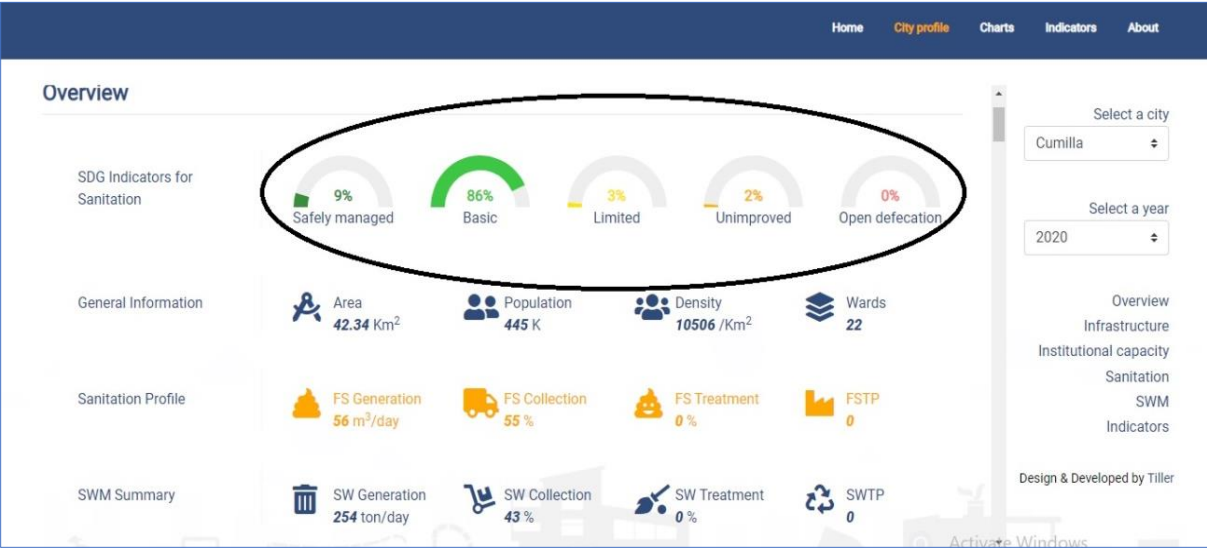 Home City profile Charts Indicators About
Overview
Select a city
Cumilla
Select a year
2020
SDG Indicators for
Sanitation
9%
Safely managed
86%
Basic
3%
Limited
2%
Unimproved
0%
Open defecation
General Information
Area
42.34 Km²
Population
445 K
Density
10506 /Km²
Wards
22
Sanitation Profile
FS Generation
56 m³/day
FS Collection
55 %
FS Treatment
0 %
FSTP
0
SWM Summary
SW Generation
254 ton/day
SW Collection
43 %
SW Treatment
0 %
SWTP
0
Overview
Infrastructure
Institutional capacity
Sanitation
SWM
Indicators
Design & Developed by Tiller
Activate Windows